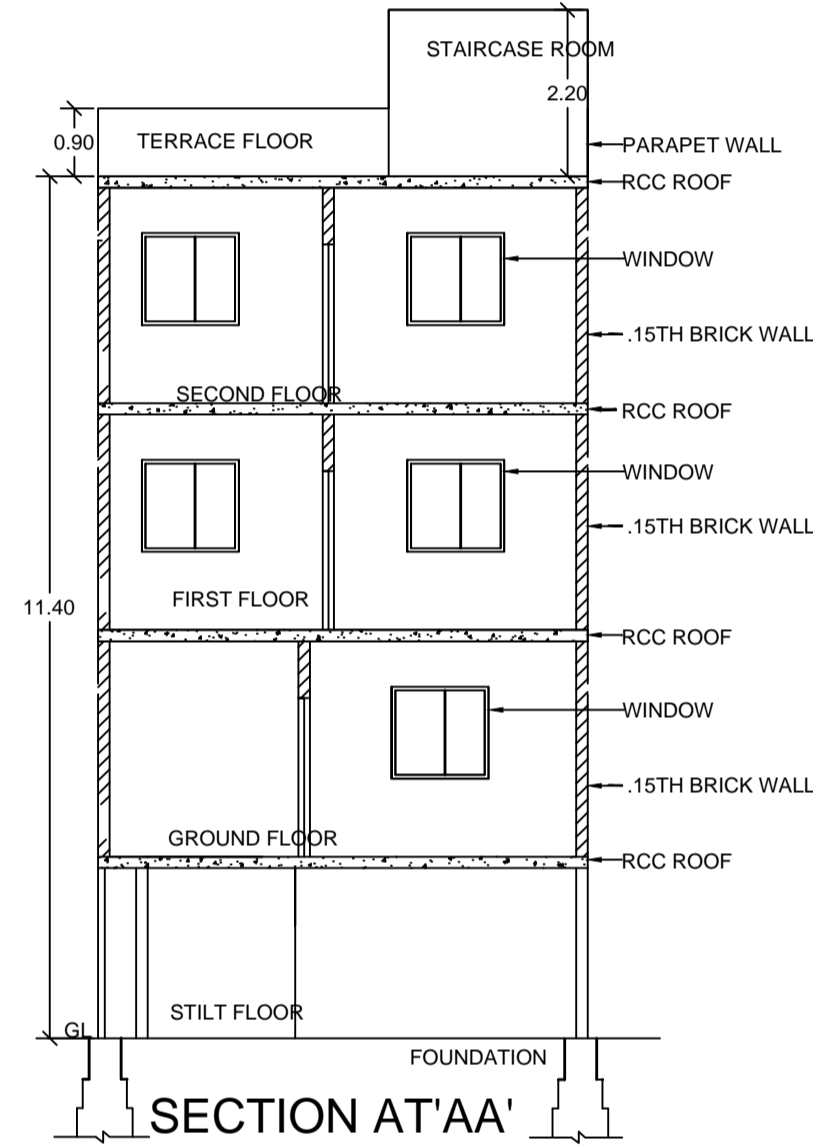 STAIRCASE ROOM
2.20
0.90
TERRACE FLOOR
PARAPET WALL
RCC ROOF
WINDOW
.15TH BRICK WALL
SECOND FLOOR
RCC ROOF
WINDOW
.15TH BRICK WALL
FIRST FLOOR
11.40
RCC ROOF
WINDOW
.15TH BRICK WALL
GROUND FLOOR
RCC ROOF
STILT FLOOR
GL
FOUNDATION
SECTION AT'AA'